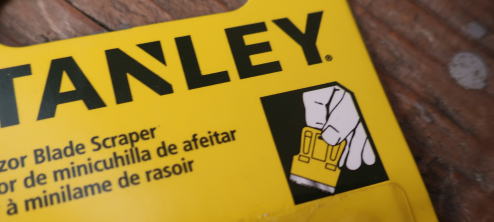 TANLEY®
zor Blade Scraper
or de minicuhilla de afeitar
à minilame de rasoir